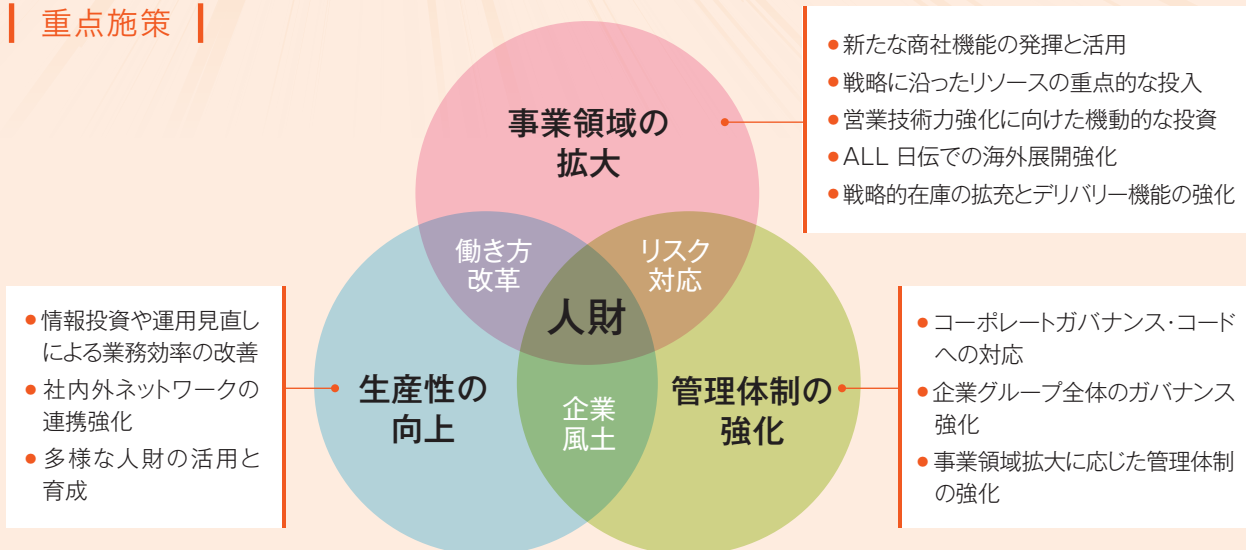 重点施策
事業領域の
拡大
● 新たな商社機能の発揮と活用
● 戦略に沿ったリソースの重点的な投入
● 営業技術力強化に向けた機動的な投資
● ALL 日伝での海外展開強化
● 戦略的在庫の拡充とデリバリー機能の強化
働き方
改革
リスク
対応
人財
● 情報投資や運用見直し
による業務効率の改善
● 社内外ネットワークの
連携強化
● 多様な人財の活用と
育成
生産性の
向上
企業
風土
管理体制の
強化
● コーポレートガバナンス・コード
への対応
● 企業グループ全体のガバナンス
強化
● 事業領域拡大に応じた管理体制
の強化